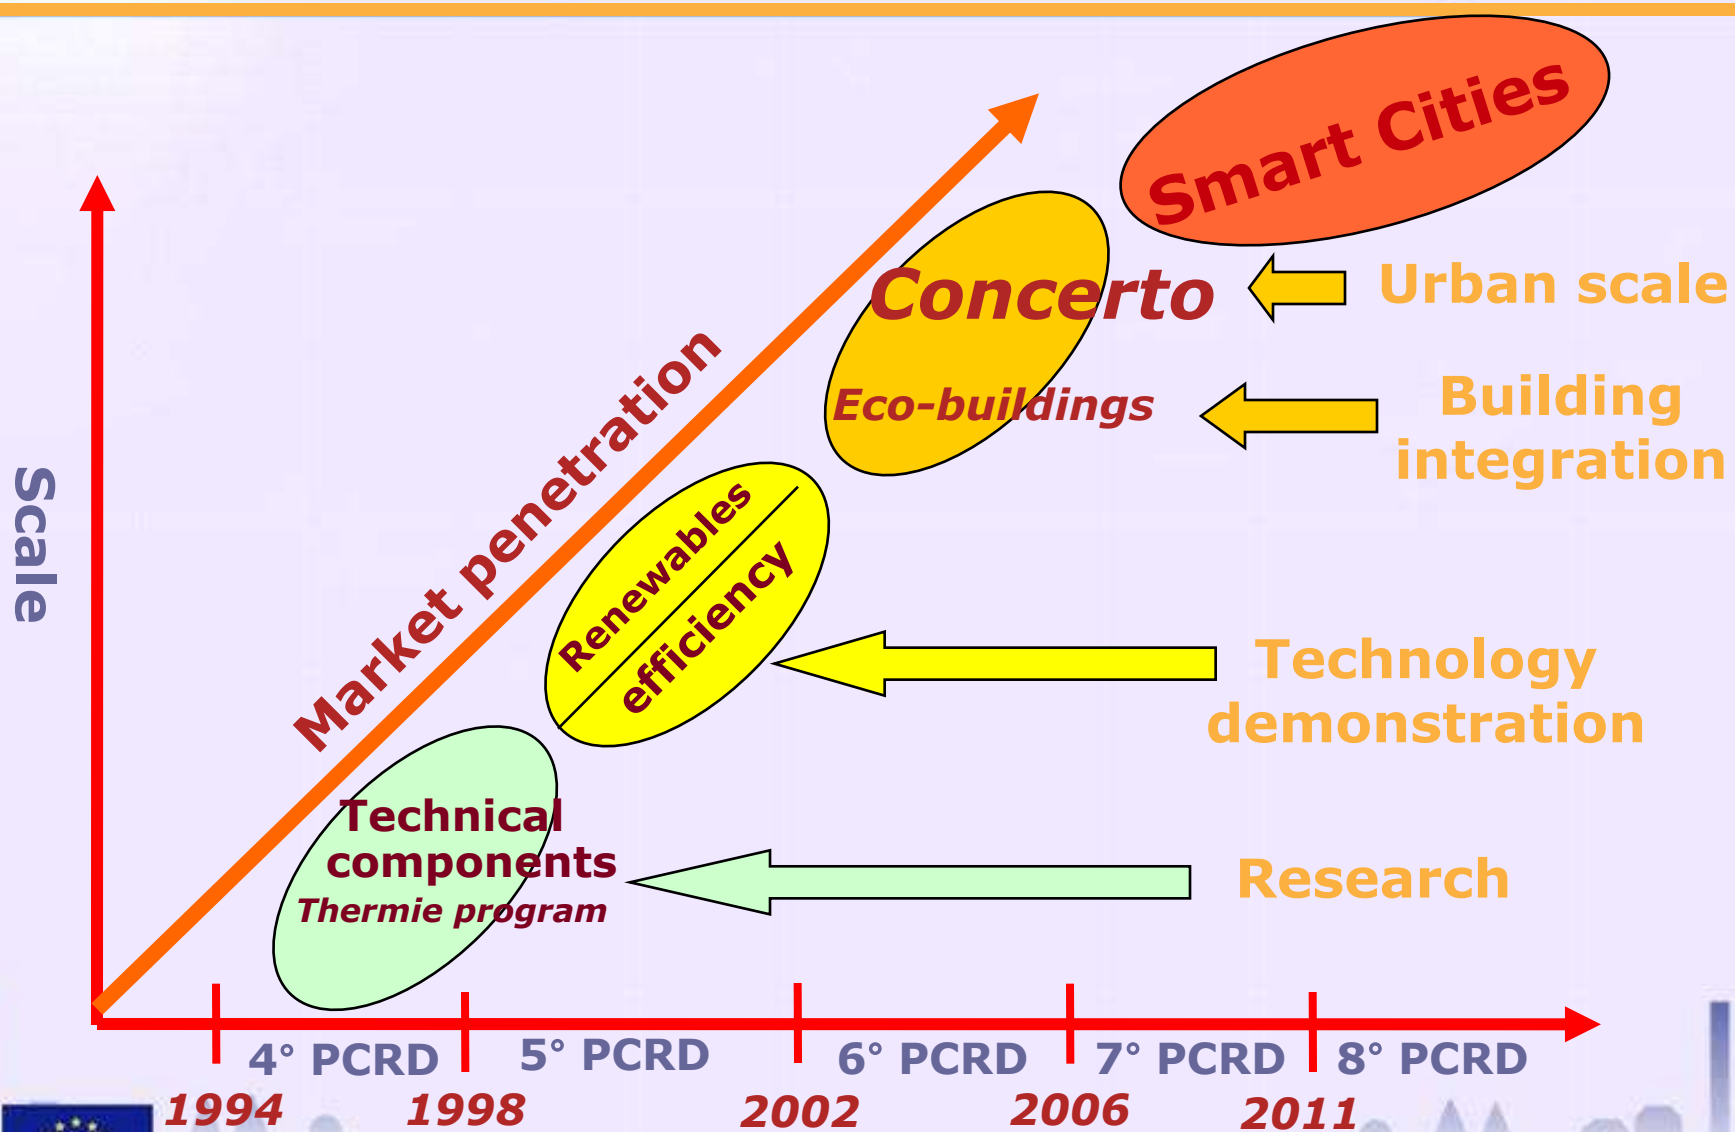 Smart Cities
Concerto
Urban scale
Eco-buildings
Building
integration
Market penetration
Scale
Renewables
efficiency
Technology
demonstration
Technical
components
Thermie program
Research
4° PCRD
5° PCRD
6° PCRD
7° PCRD
8° PCRD
1994
1998
2002
2006
2011